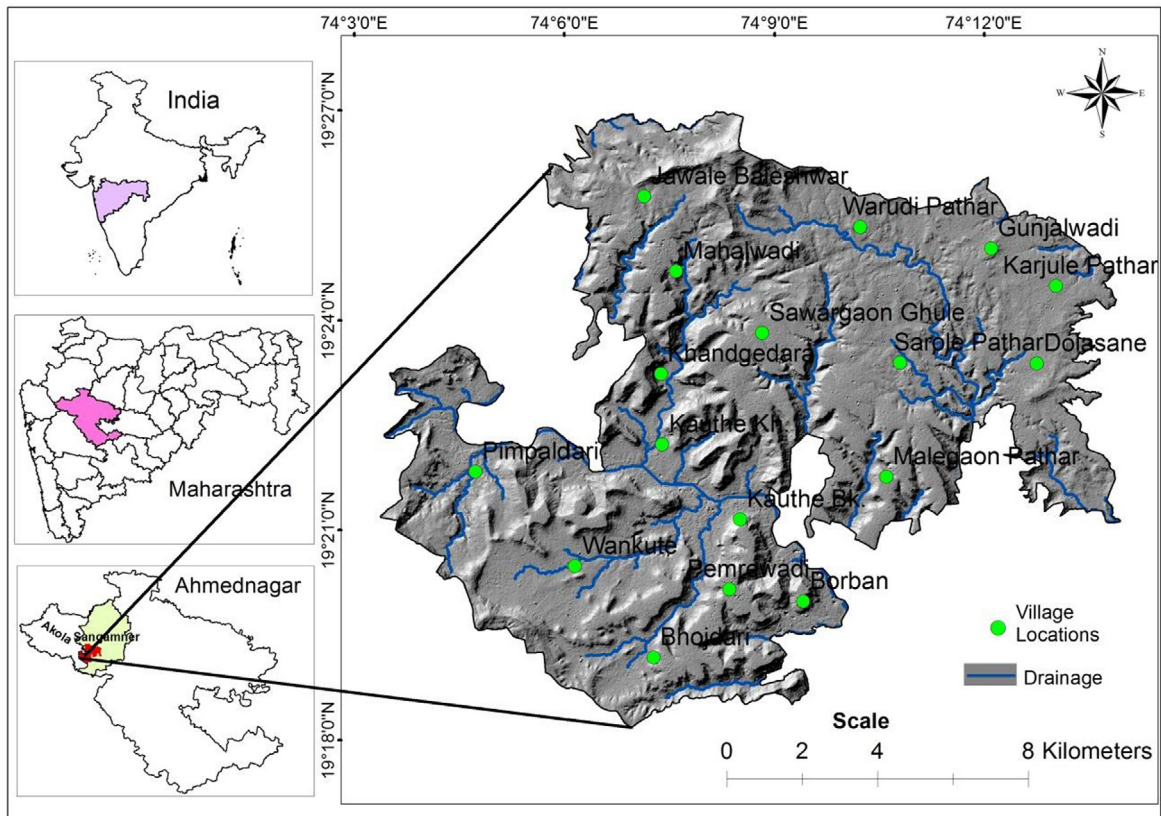 74°3'0"E 74°6'0"E 74°9'0"E 74°12'0"E
India
Maharashtra
Ahmednagar
Akola
Sangamner
19°27'0"N
19°24'0"N
19°21'0"N
19°18'0"N
N
W E
S
Jawale Baleshwar
Warudi Pathar
Gunjalwadi
Mahalwadi
Karjule Pathar
Sawargaon Ghule
Sarole Pathar
Dolasane
Khandgedara
Kauthe Kh.
Pimpaldari
Malegaon Pathar
Kauthe Bk.
Wankute
Pemrewadi
Borban
Bhojdari
Village
Locations
Drainage
Scale
0 2 4 8 Kilometers